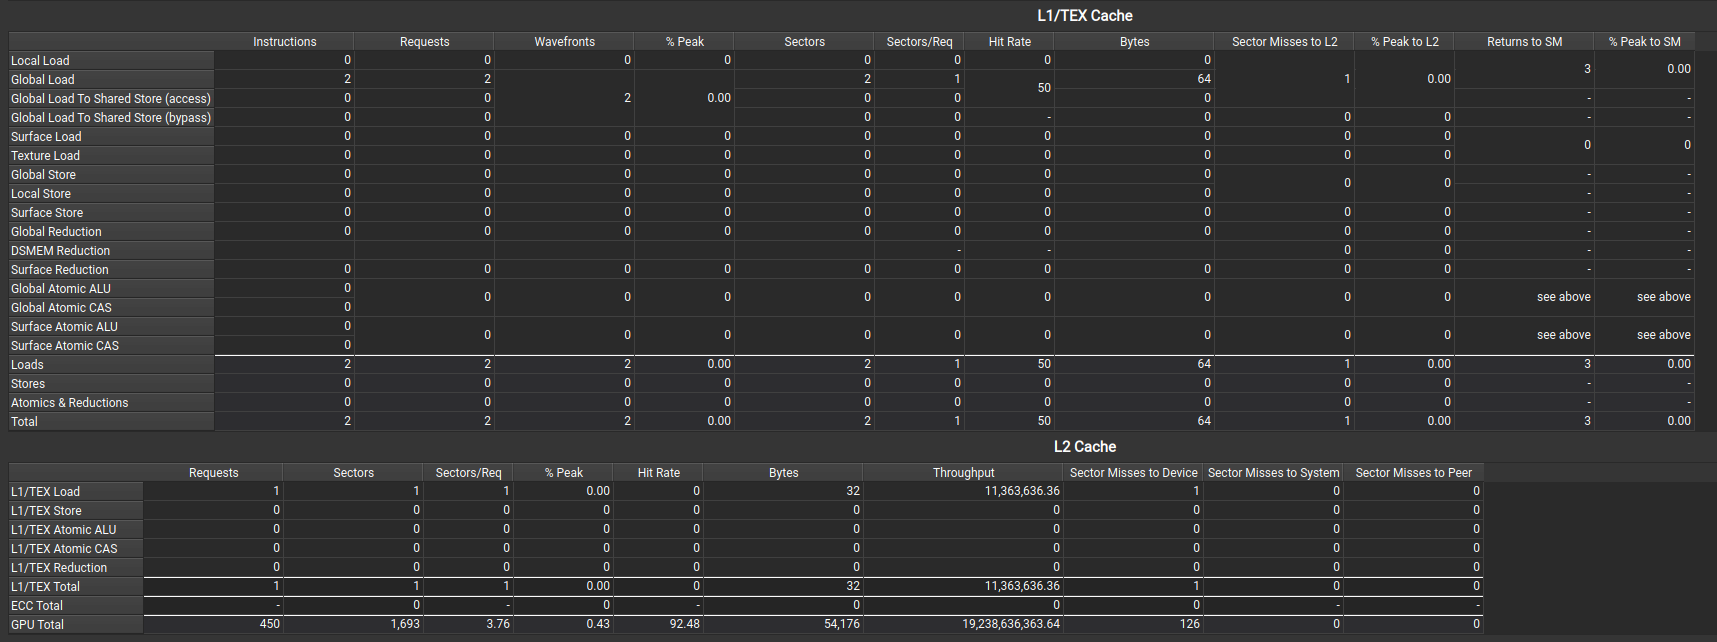 L1/TEX Cache
Instructions Requests Wavefronts % Peak Sectors Sectors/Req Hit Rate Bytes Sector Misses to L2 % Peak to L2 Returns to SM % Peak to SM
Local Load 0 0 0 0 0 0 0 0
Global Load 2 2 2 1 64 1 0.00 3 0.00
Global Load To Shared Store (access) 0 0 2 0.00 0 0 50 0 - -
Global Load To Shared Store (bypass) 0 0 0 0 - 0 0 0 - -
Surface Load 0 0 0 0 0 0 0 0 0 0
Texture Load 0 0 0 0 0 0 0 0 0 0 0 0
Global Store 0 0 0 0 0 0 0 0 - -
Local Store 0 0 0 0 0 0 0 0 0 0 - -
Surface Store 0 0 0 0 0 0 0 0 0 0 - -
Global Reduction 0 0 0 0 0 0 0 0 0 0 - -
DSMEM Reduction - - 0 0 - -
Surface Reduction 0 0 0 0 0 0 0 0 0 0 - -
Global Atomic ALU 0
0 0 0 0 0 0 0 0 0 see above see above
Global Atomic CAS 0
Surface Atomic ALU 0
0 0 0 0 0 0 0 0 0 see above see above
Surface Atomic CAS 0
Loads 2 2 2 0.00 2 1 50 64 1 0.00 3 0.00
Stores 0 0 0 0 0 0 0 0 0 0 - -
Atomics & Reductions 0 0 0 0 0 0 0 0 0 0 - -
Total 2 2 2 0.00 2 1 50 64 1 0.00 3 0.00
L2 Cache
Requests Sectors Sectors/Req % Peak Hit Rate Bytes Throughput Sector Misses to Device Sector Misses to System Sector Misses to Peer
L1/TEX Load 1 1 1 0.00 0 32 11,363,636.36 1 0 0
L1/TEX Store 0 0 0 0 0 0 0 0 0 0
L1/TEX Atomic ALU 0 0 0 0 0 0 0 0 0 0
L1/TEX Atomic CAS 0 0 0 0 0 0 0 0 0 0
L1/TEX Reduction 0 0 0 0 0 0 0 0 0 0
L1/TEX Total 1 1 1 0.00 0 32 11,363,636.36 1 0 0
ECC Total - 0 - 0 - 0 0 0 - -
GPU Total 450 1,693 3.76 0.43 92.48 54,176 19,238,636,363.64 126 0 0